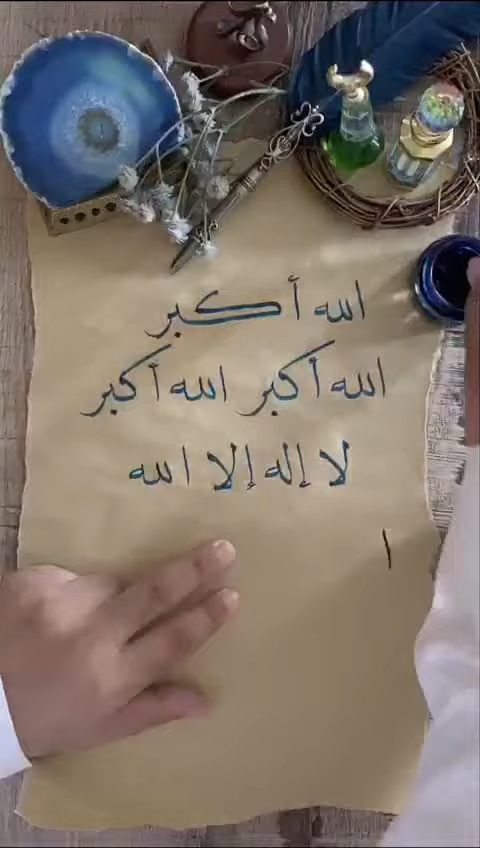 الله أكبر
الله أكبر الله أكبر
لا إله إلا الله
ا